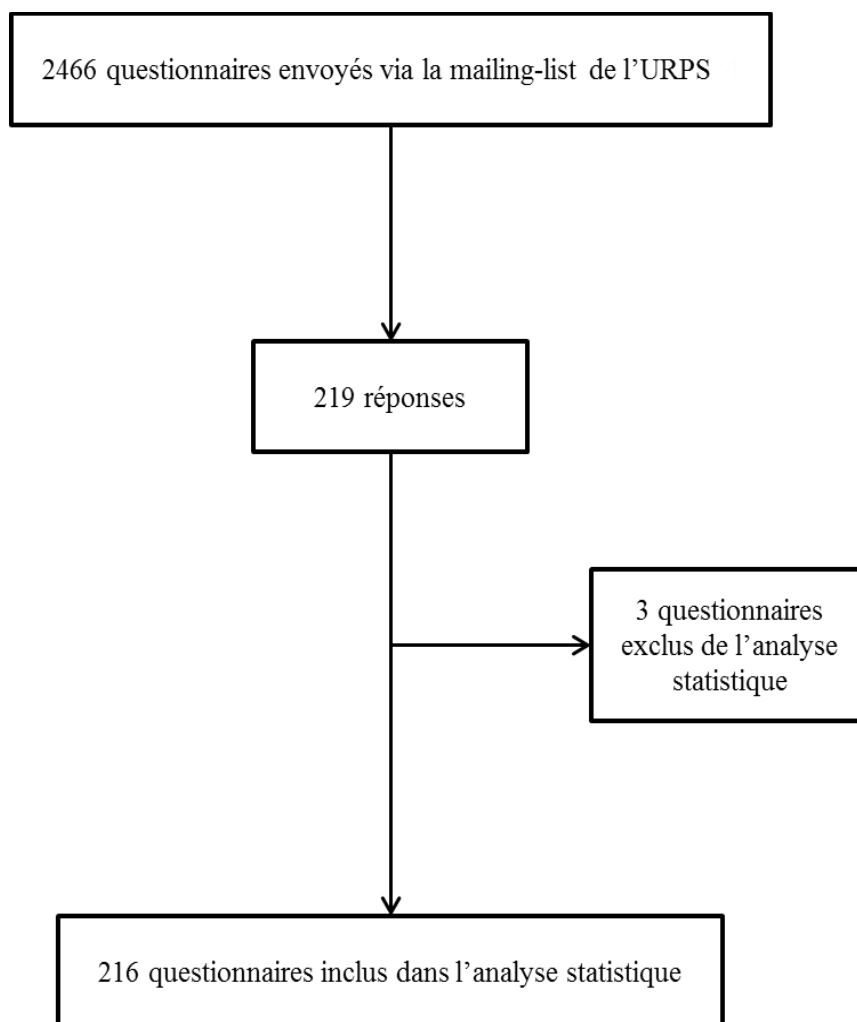 2466 questionnaires envoyés via la mailing-list de l’URPS
219 réponses
3 questionnaires
exclus de l’analyse
statistique
216 questionnaires inclus dans l’analyse statistique